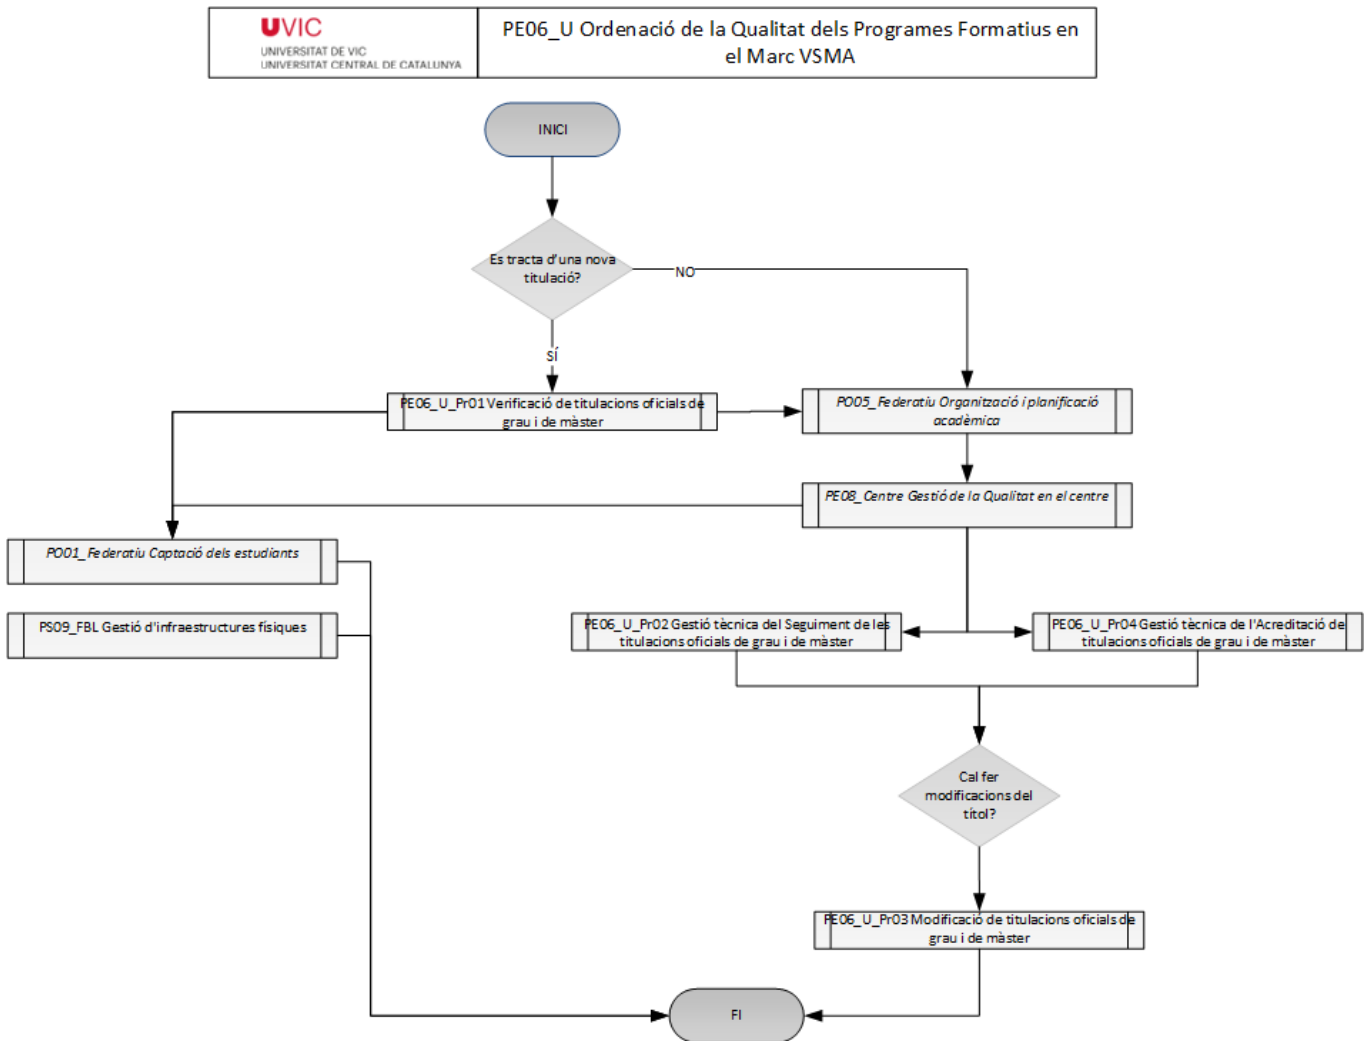 UVIC
UNIVERSITAT DE VIC
UNIVERSITAT CENTRAL DE CATALUNYA
PE06_U Ordenació de la Qualitat dels Programes Formatius en
el Marc VSMA
INICI
Es tracta d'una nova
titulació?
NO
SÍ
PE06_U_Pr01 Verificació de titulacions oficials de
grau i de màster
PO05_Federatiu Organització i planificació
acadèmica
PE08_Centre Gestió de la Qualitat en el centre
PO01_Federatiu Captació dels estudiants
PS09_FBL Gestió d'infraestructures físiques
PE06_U_Pr02 Gestió tècnica del Seguiment de les
titulacions oficials de grau i de màster
PE06_U_Pr04 Gestió tècnica de l'Acreditació de
titulacions oficials de grau i de màster
Cal fer
modificacions del
títol?
PE06_U_Pr03 Modificació de titulacions oficials de
grau i de màster
FI